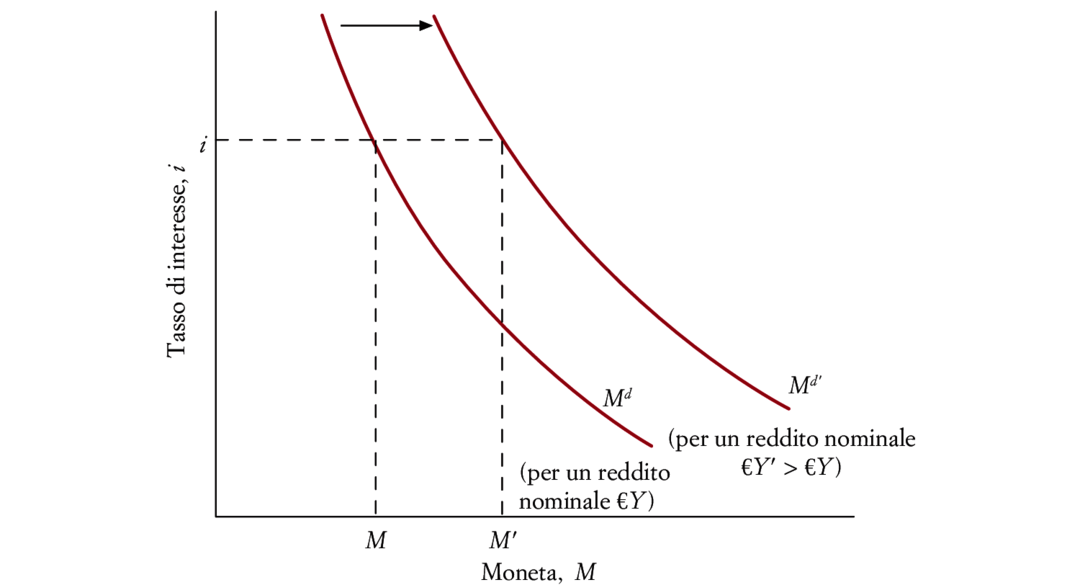 i
Tasso di interesse, i
M^d
M^d'
(per un reddito nominale
€Y' > €Y)
(per un reddito
nominale €Y)
M
M'
Moneta, M